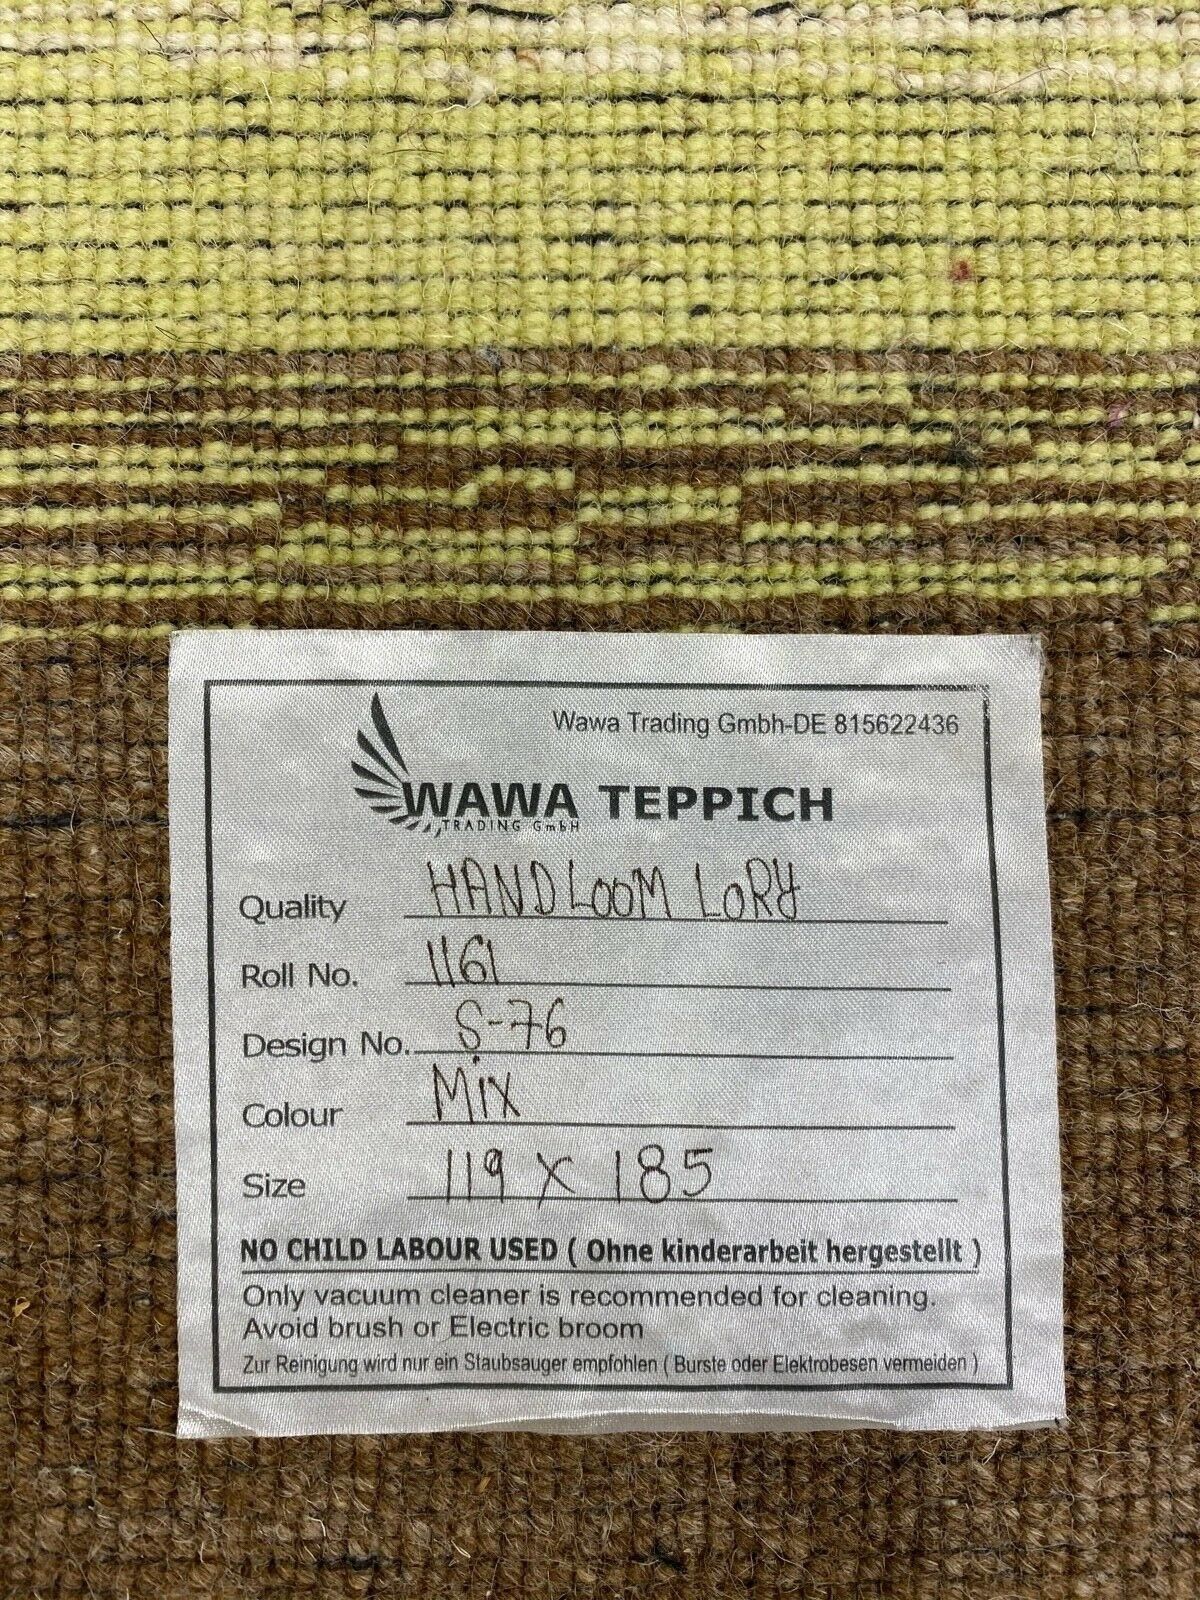 Wawa Trading Gmbh-DE 815622436
WAWA TEPPICH
TRADING GmbH
Quality HANDLOOM LORY
Roll No. 1161
Design No. S-76
Colour Mix
Size 119 X 185
NO CHILD LABOUR USED ( Ohne kinderarbeit hergestellt )
Only vacuum cleaner is recommended for cleaning.
Avoid brush or Electric broom
Zur Reinigung wird nur ein Staubsauger empfohlen ( Burste oder Elektrobesen vermeiden )